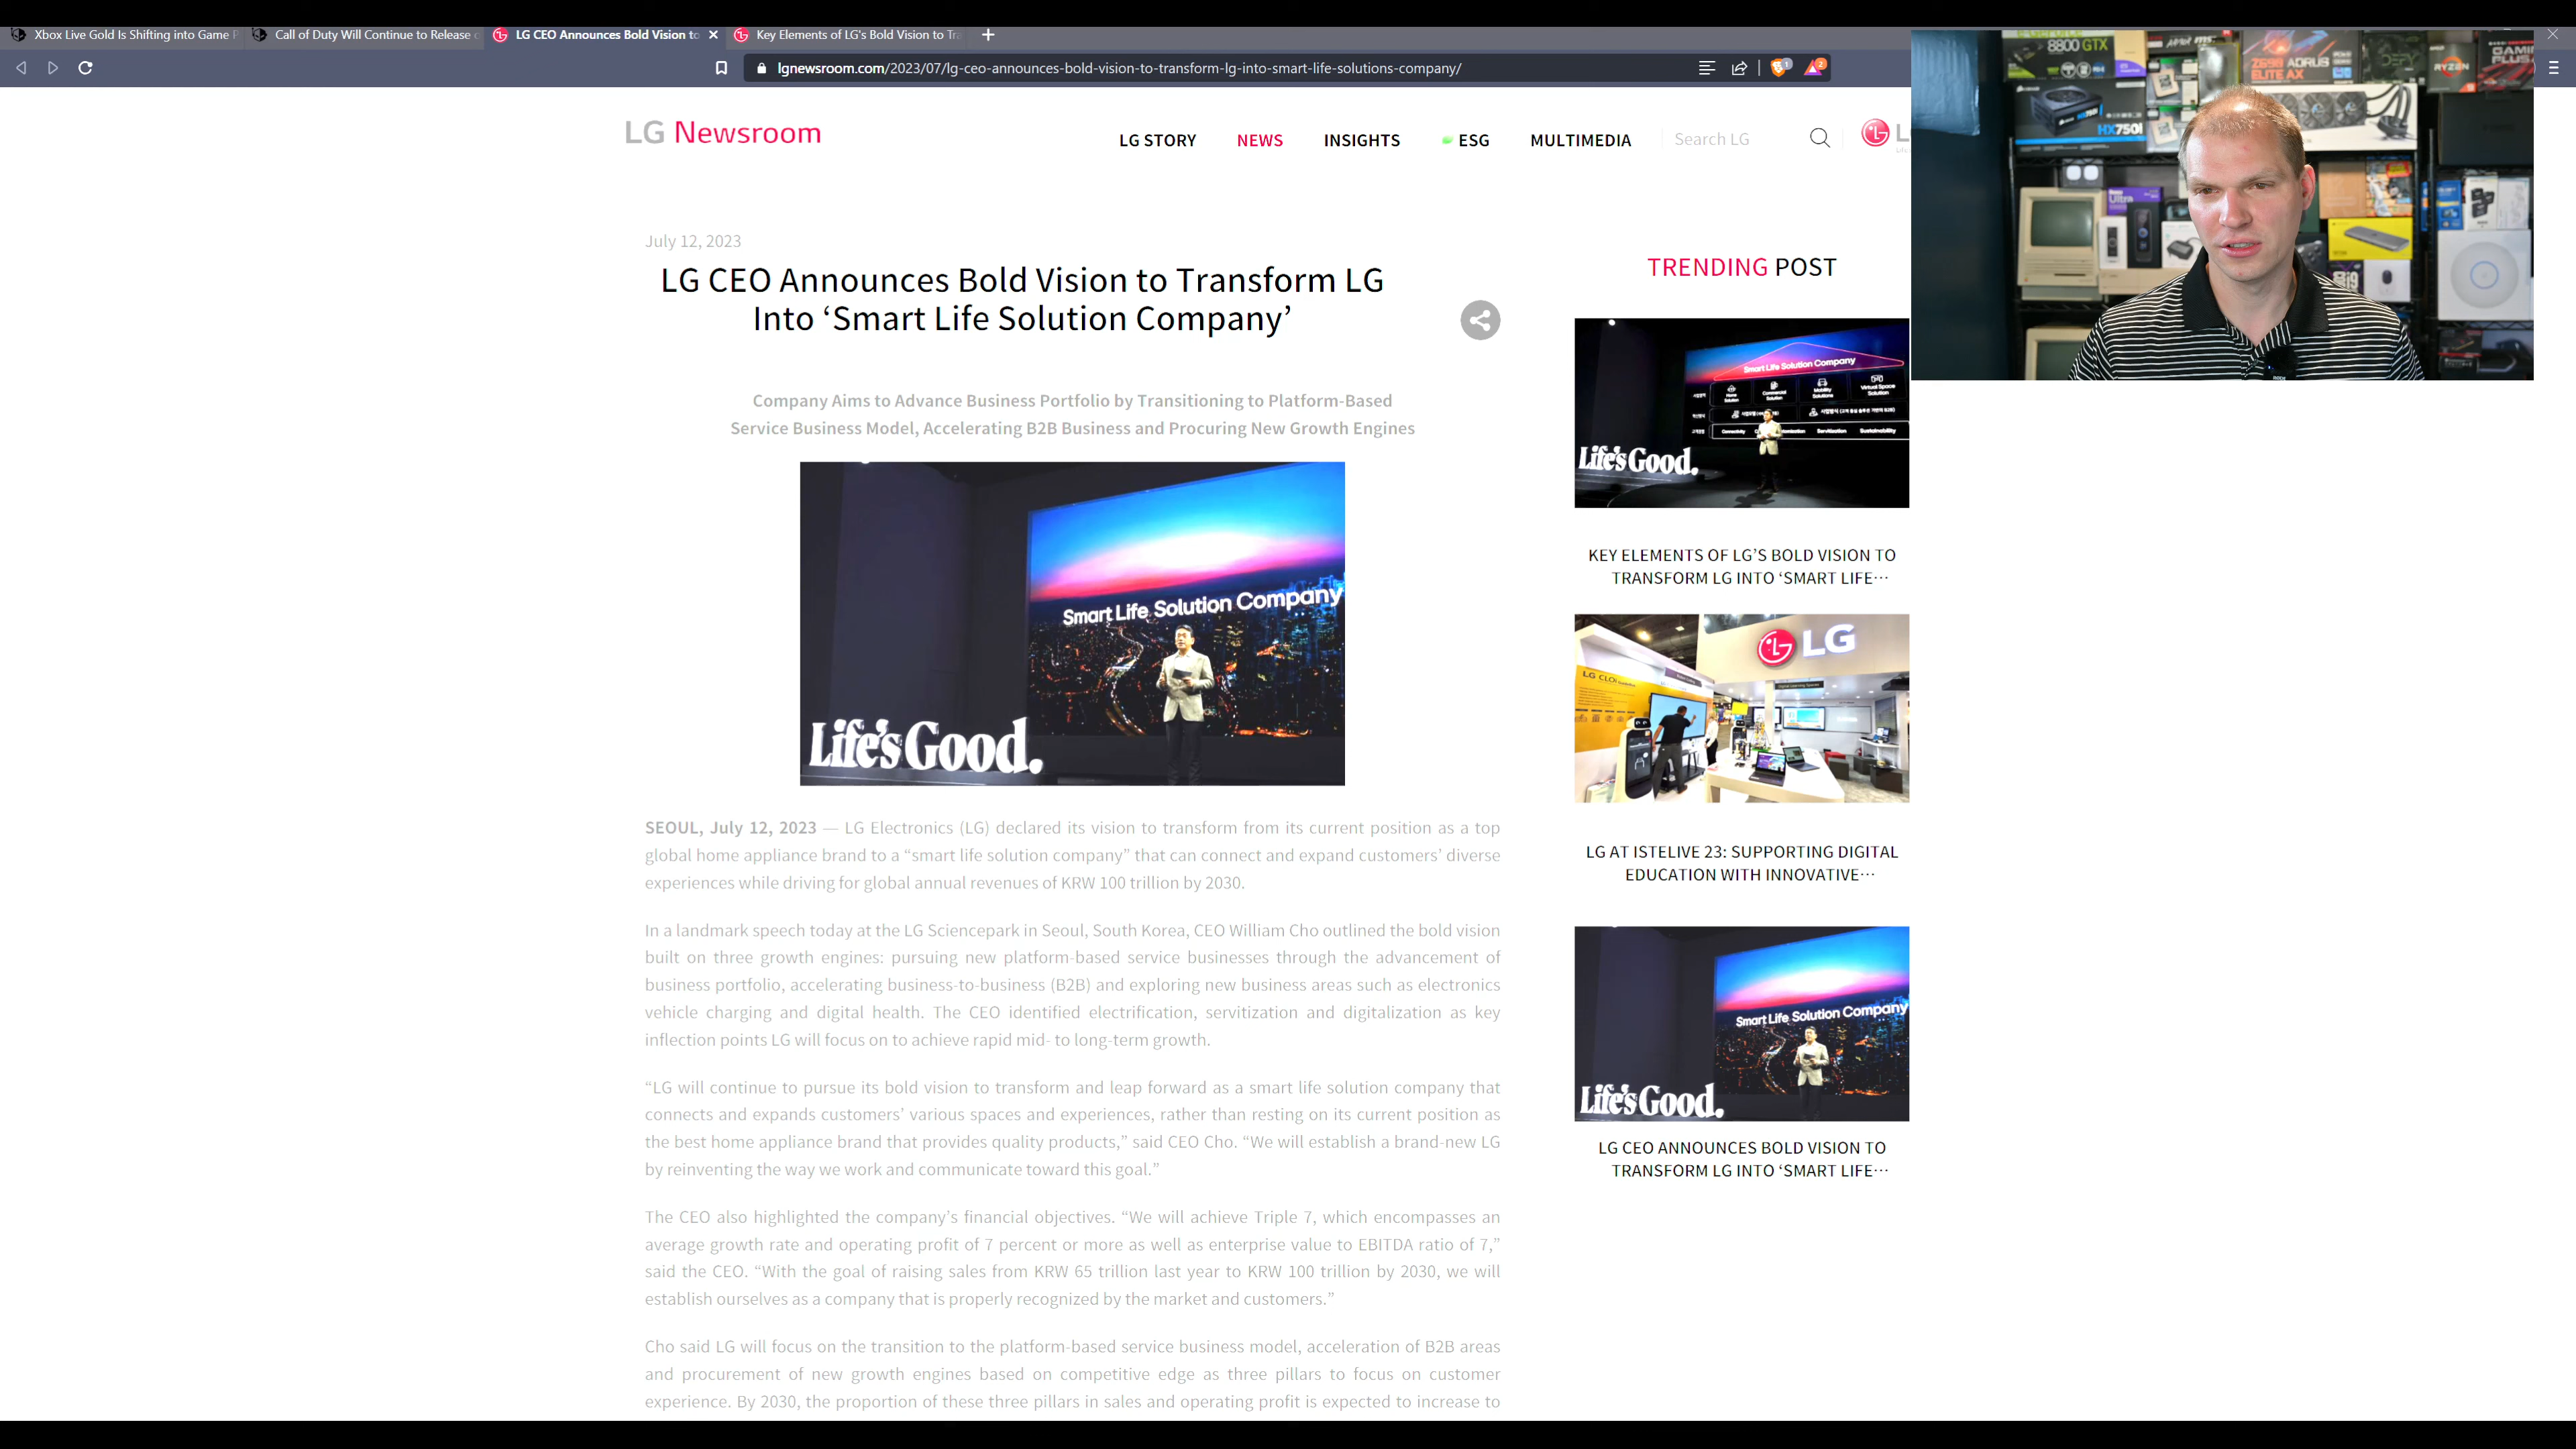 Xbox Live Gold Is Shifting into Game P
Call of Duty Will Continue to Release o
LG CEO Announces Bold Vision to
Key Elements of LG's Bold Vision to Tra
lgnewsroom.com/2023/07/lg-ceo-announces-bold-vision-to-transform-lg-into-smart-life-solutions-company/
1
2
LG Newsroom
LG STORY
NEWS
INSIGHTS
ESG
MULTIMEDIA
Search LG
July 12, 2023
LG CEO Announces Bold Vision to Transform LG
Into ‘Smart Life Solution Company’
Company Aims to Advance Business Portfolio by Transitioning to Platform-Based
Service Business Model, Accelerating B2B Business and Procuring New Growth Engines
Smart Life Solution Company
Life's Good.
SEOUL, July 12, 2023 — LG Electronics (LG) declared its vision to transform from its current position as a top
global home appliance brand to a “smart life solution company” that can connect and expand customers’ diverse
experiences while driving for global annual revenues of KRW 100 trillion by 2030.
In a landmark speech today at the LG Sciencepark in Seoul, South Korea, CEO William Cho outlined the bold vision
built on three growth engines: pursuing new platform-based service businesses through the advancement of
business portfolio, accelerating business-to-business (B2B) and exploring new business areas such as electronics
vehicle charging and digital health. The CEO identified electrification, servitization and digitalization as key
inflection points LG will focus on to achieve rapid mid- to long-term growth.
“LG will continue to pursue its bold vision to transform and leap forward as a smart life solution company that
connects and expands customers’ various spaces and experiences, rather than resting on its current position as
the best home appliance brand that provides quality products,” said CEO Cho. “We will establish a brand-new LG
by reinventing the way we work and communicate toward this goal.”
The CEO also highlighted the company’s financial objectives. “We will achieve Triple 7, which encompasses an
average growth rate and operating profit of 7 percent or more as well as enterprise value to EBITDA ratio of 7,”
said the CEO. “With the goal of raising sales from KRW 65 trillion last year to KRW 100 trillion by 2030, we will
establish ourselves as a company that is properly recognized by the market and customers.”
Cho said LG will focus on the transition to the platform-based service business model, acceleration of B2B areas
and procurement of new growth engines based on competitive edge as three pillars to focus on customer
experience. By 2030, the proportion of these three pillars in sales and operating profit is expected to increase to
TRENDING POST
Smart Life Solution Company
Home Solution
Commercial Solution
Mobility Solutions
Virtual Space Solution
Connectivity
Servitization
Sustainability
Life's Good.
KEY ELEMENTS OF LG’S BOLD VISION TO
TRANSFORM LG INTO ‘SMART LIFE···
LG
LG CLOi
LG AT ISTELIVE 23: SUPPORTING DIGITAL
EDUCATION WITH INNOVATIVE···
Smart Life Solution Company
Life's Good.
LG CEO ANNOUNCES BOLD VISION TO
TRANSFORM LG INTO ‘SMART LIFE···
8800 GTX
Z690 AORUS
ELITE AX
RYZEN
GAMING
PLUS
HX750i
Ultra